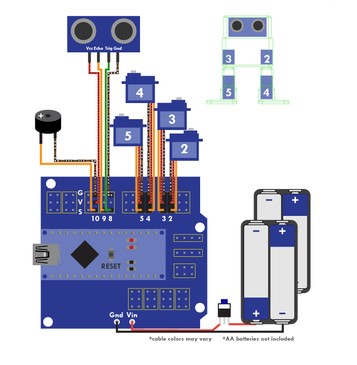 Vcc Echo Trig Gnd
3 2
5 4
+
4
3
5
2
G
V
S
10 9 8 5 4 3 2
RESET
- +
+ -
Gnd Vin
*cable colors may vary *AA batteries not included